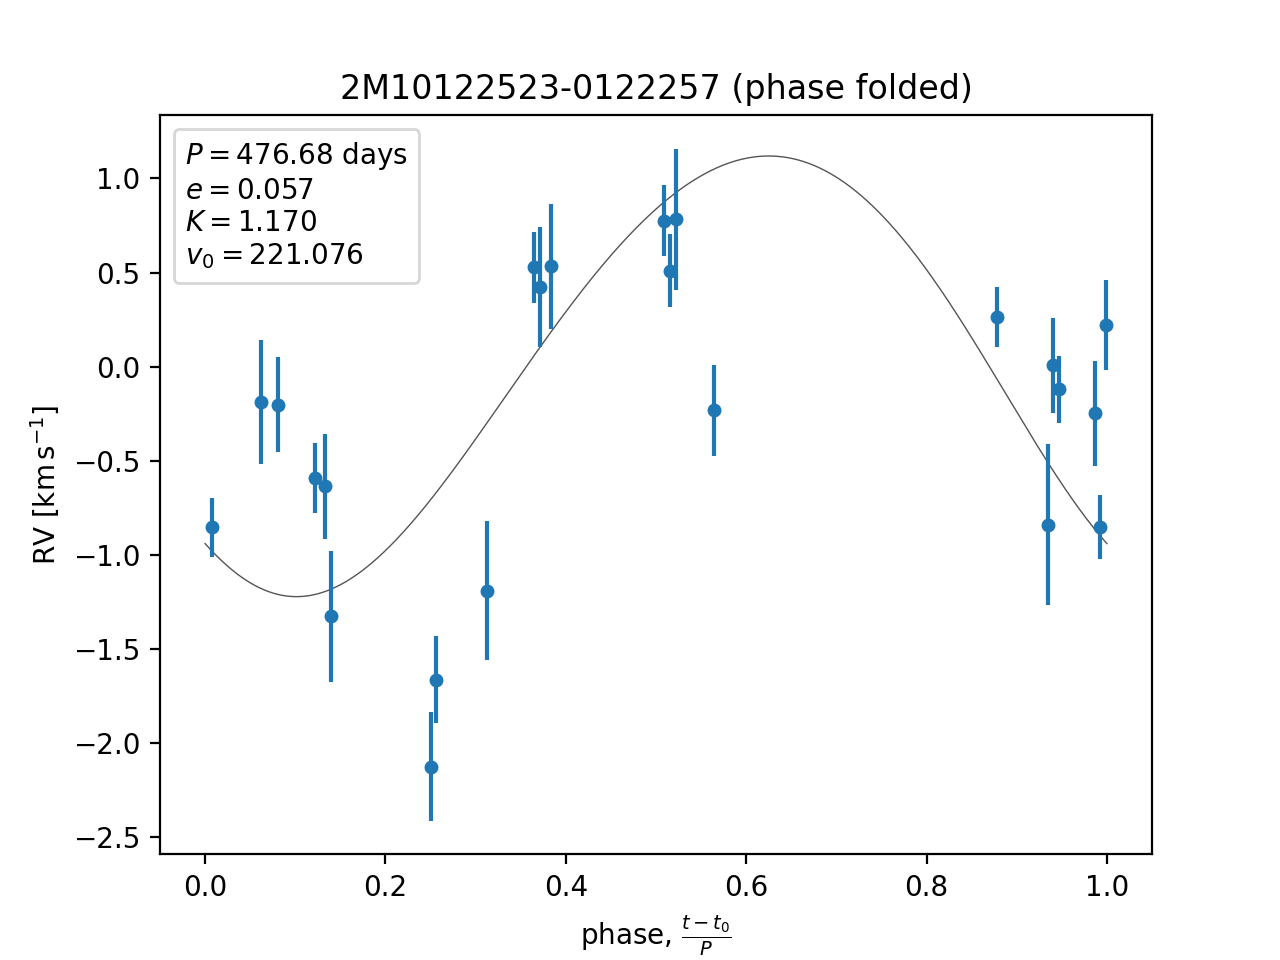 2M10122523-0122257 (phase folded)
P = 476.68 days
e = 0.057
K = 1.170
v₀ = 221.076
1.0
0.5
0.0
−0.5
−1.0
−1.5
−2.0
−2.5
RV [km s⁻¹]
0.0 0.2 0.4 0.6 0.8 1.0
phase, (t − t₀)/P